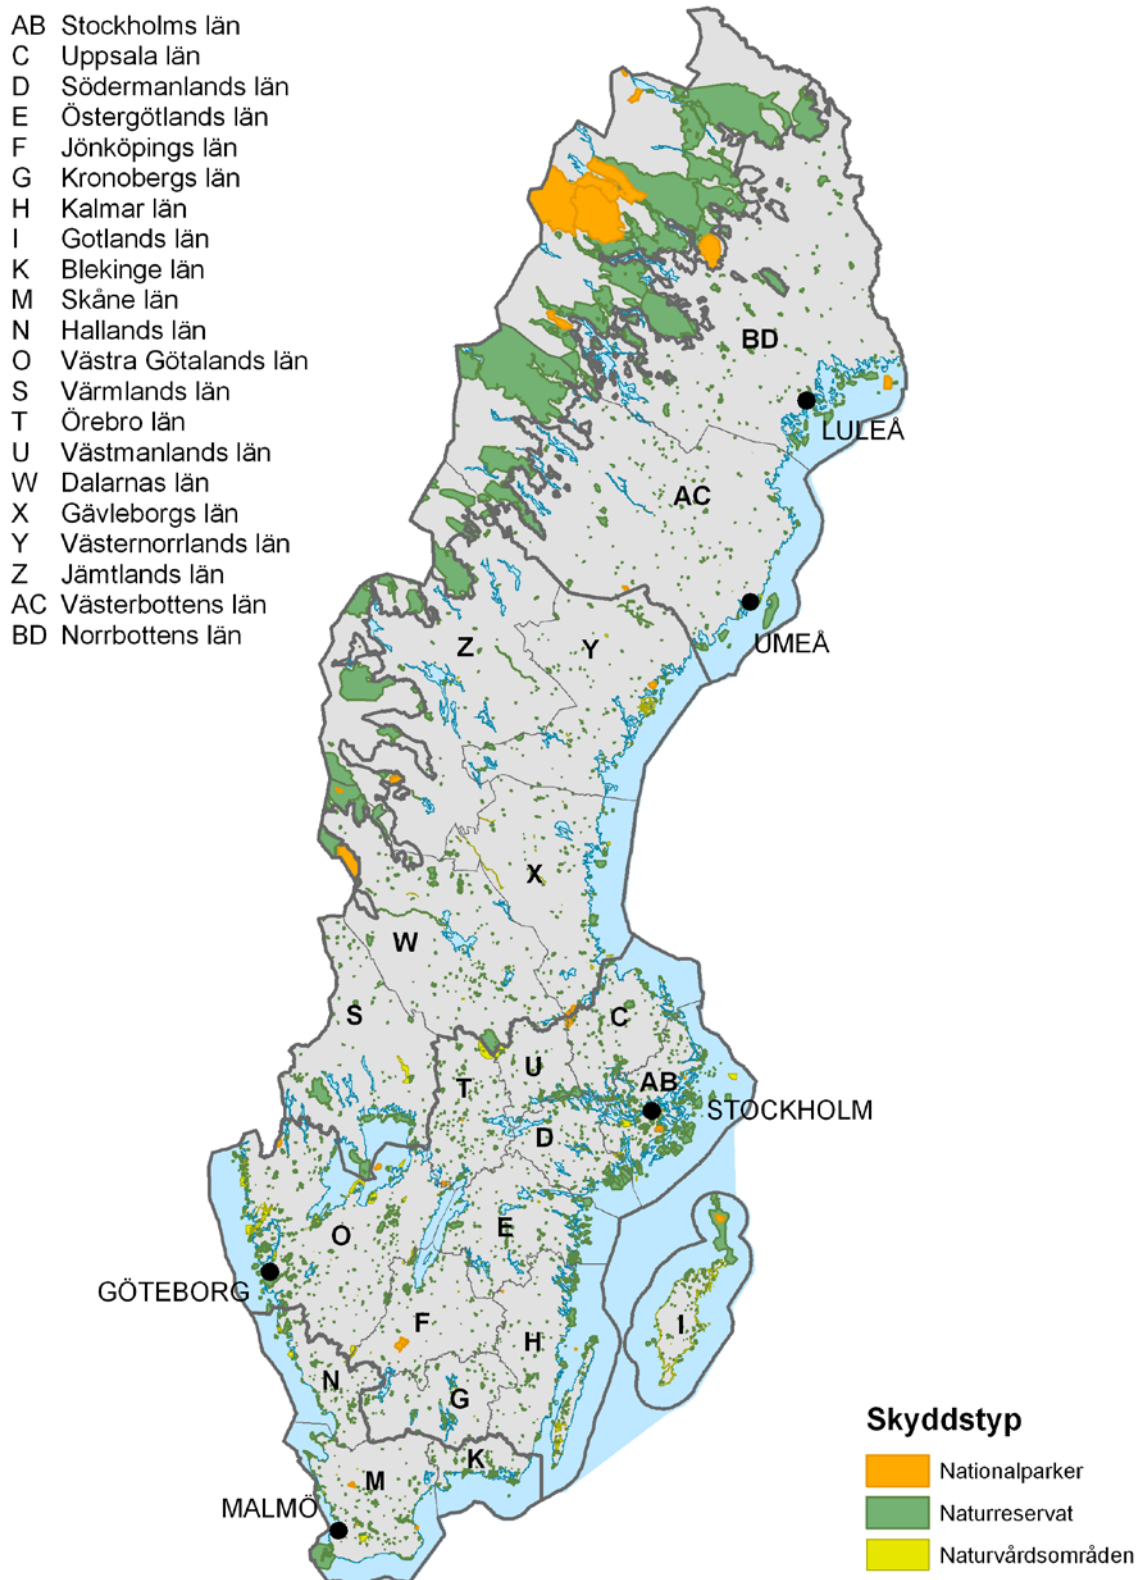 AB Stockholms län
C Uppsala län
D Södermanlands län
E Östergötlands län
F Jönköpings län
G Kronobergs län
H Kalmar län
I Gotlands län
K Blekinge län
M Skåne län
N Hallands län
O Västra Götalands län
S Värmlands län
T Örebro län
U Västmanlands län
W Dalarnas län
X Gävleborgs län
Y Västernorrlands län
Z Jämtlands län
AC Västerbottens län
BD Norrbottens län
BD
LULEÅ
AC
UMEÅ
Z
Y
X
W
S
C
U
T
AB
STOCKHOLM
D
E
O
GÖTEBORG
F
I
H
N
G
K
M
MALMÖ
Skyddstyp
Nationalparker
Naturreservat
Naturvårdsområden